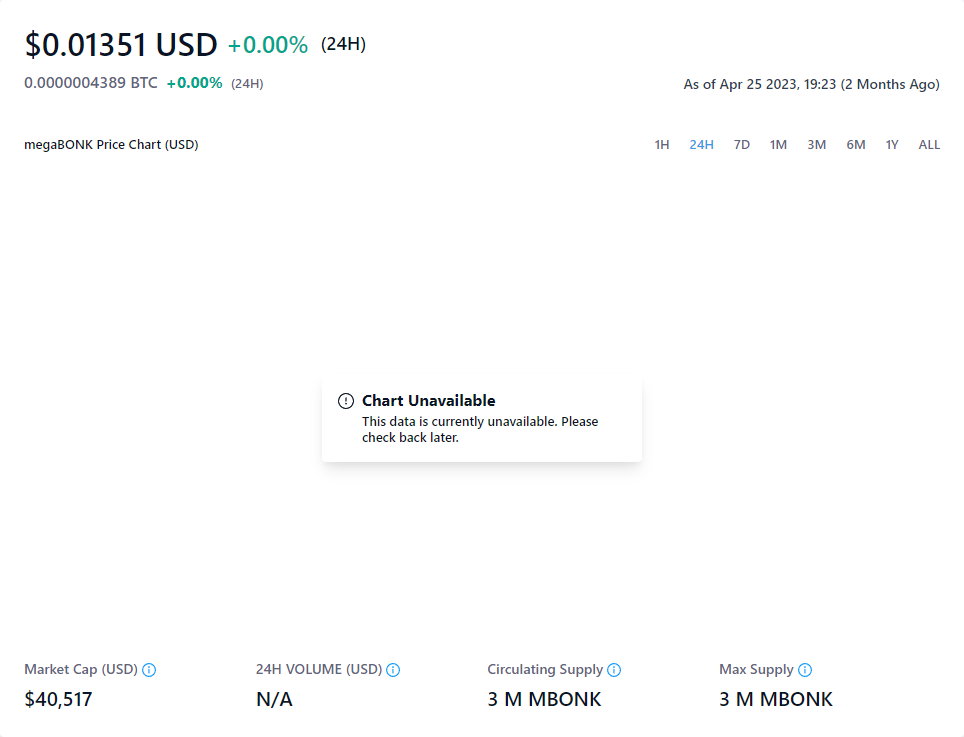 $0.01351 USD +0.00% (24H)
0.0000004389 BTC +0.00% (24H)
As of Apr 25 2023, 19:23 (2 Months Ago)
megaBONK Price Chart (USD)
1H 24H 7D 1M 3M 6M 1Y ALL
Chart Unavailable
This data is currently unavailable. Please
check back later.
Market Cap (USD) 24H VOLUME (USD) Circulating Supply Max Supply
$40,517 N/A 3 M MBONK 3 M MBONK